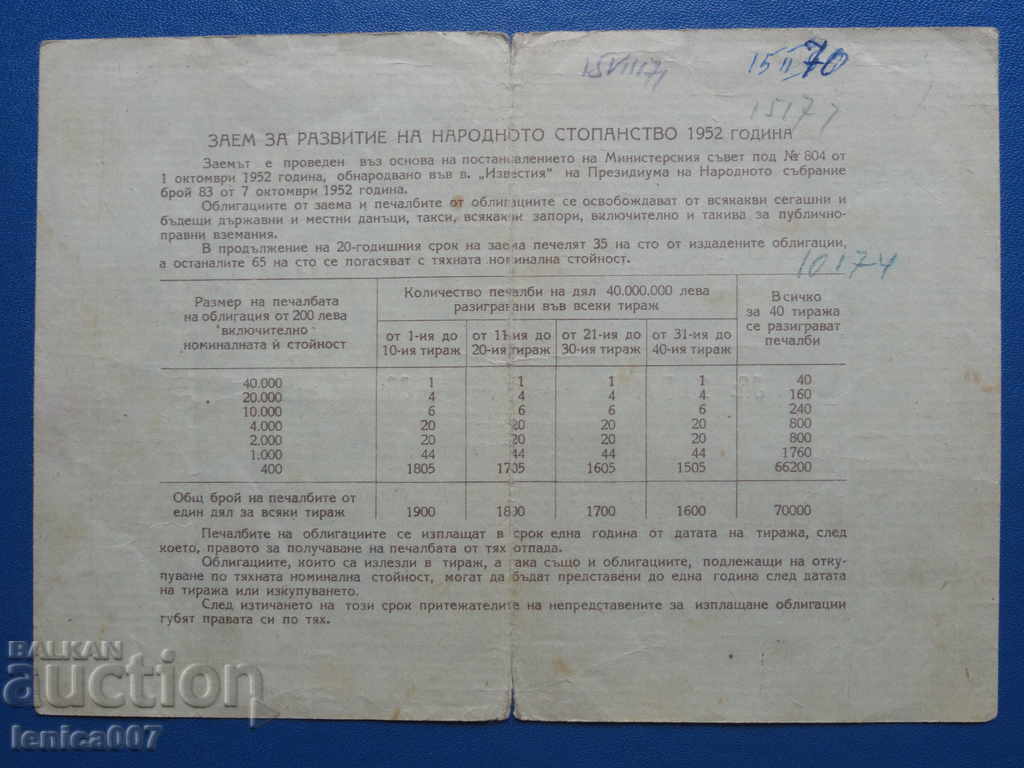 15VIII71
15 II 70
15177
ЗАЕМ ЗА РАЗВИТИЕ НА НАРОДНОТО СТОПАНСТВО 1952 ГОДИНА
Заемът е проведен въз основа на постановлението на Министерския съвет под № 804 от
1 октомври 1952 година, обнародвано във в. „Известия" на Президиума на Народното събрание
брой 83 от 7 октомври 1952 година.
Облигациите от заема и печалбите от облигациите се освобождават от всякакви сегашни и
бъдещи държавни и местни данъци, такси, всякакви запори, включително и такива за публично-
правни вземания.
В продължение на 20-годишния срок на заема печелят 35 на сто от издадените облигации,
а останалите 65 на сто се погасяват с тяхната номинална стойност.
10174
Размер на печалбата на облигация от 200 лева включително номиналната ѝ стойност
Количество печалби на дял 40.000.000 лева разигравани във всеки тираж
Всичко за 40 тиража се разиграват печалби
от 1-ия до 10-ия тираж от 11-ия до 20-ия тираж от 21-ия до 30-ия тираж от 31-ия до 40-ия тираж
40.000 1 1 1 1 40
20.000 4 4 4 4 160
10.000 6 6 6 6 240
4.000 20 20 20 20 800
2.000 20 20 20 20 800
1.000 44 44 44 44 1760
400 1805 1705 1605 1505 66200
Общ брой на печалбите от
един дял за всяки тираж 1900 1800 1700 1600 70000
Печалбите на облигациите се изплащат в срок една година от датата на тиража, след
което, правото за получаване на печалбата от тях отпада.
Облигациите, които са излезли в тираж, а така също и облигациите, подлежащи на отку-
пуване по тяхната номинална стойност, могат да бъдат представени до една година след датата
на тиража или изкупуването.
След изтичането на този срок притежателите на непредставените за изплащане облигации
губят правата си по тях.
BALKAN
auction
lenica007